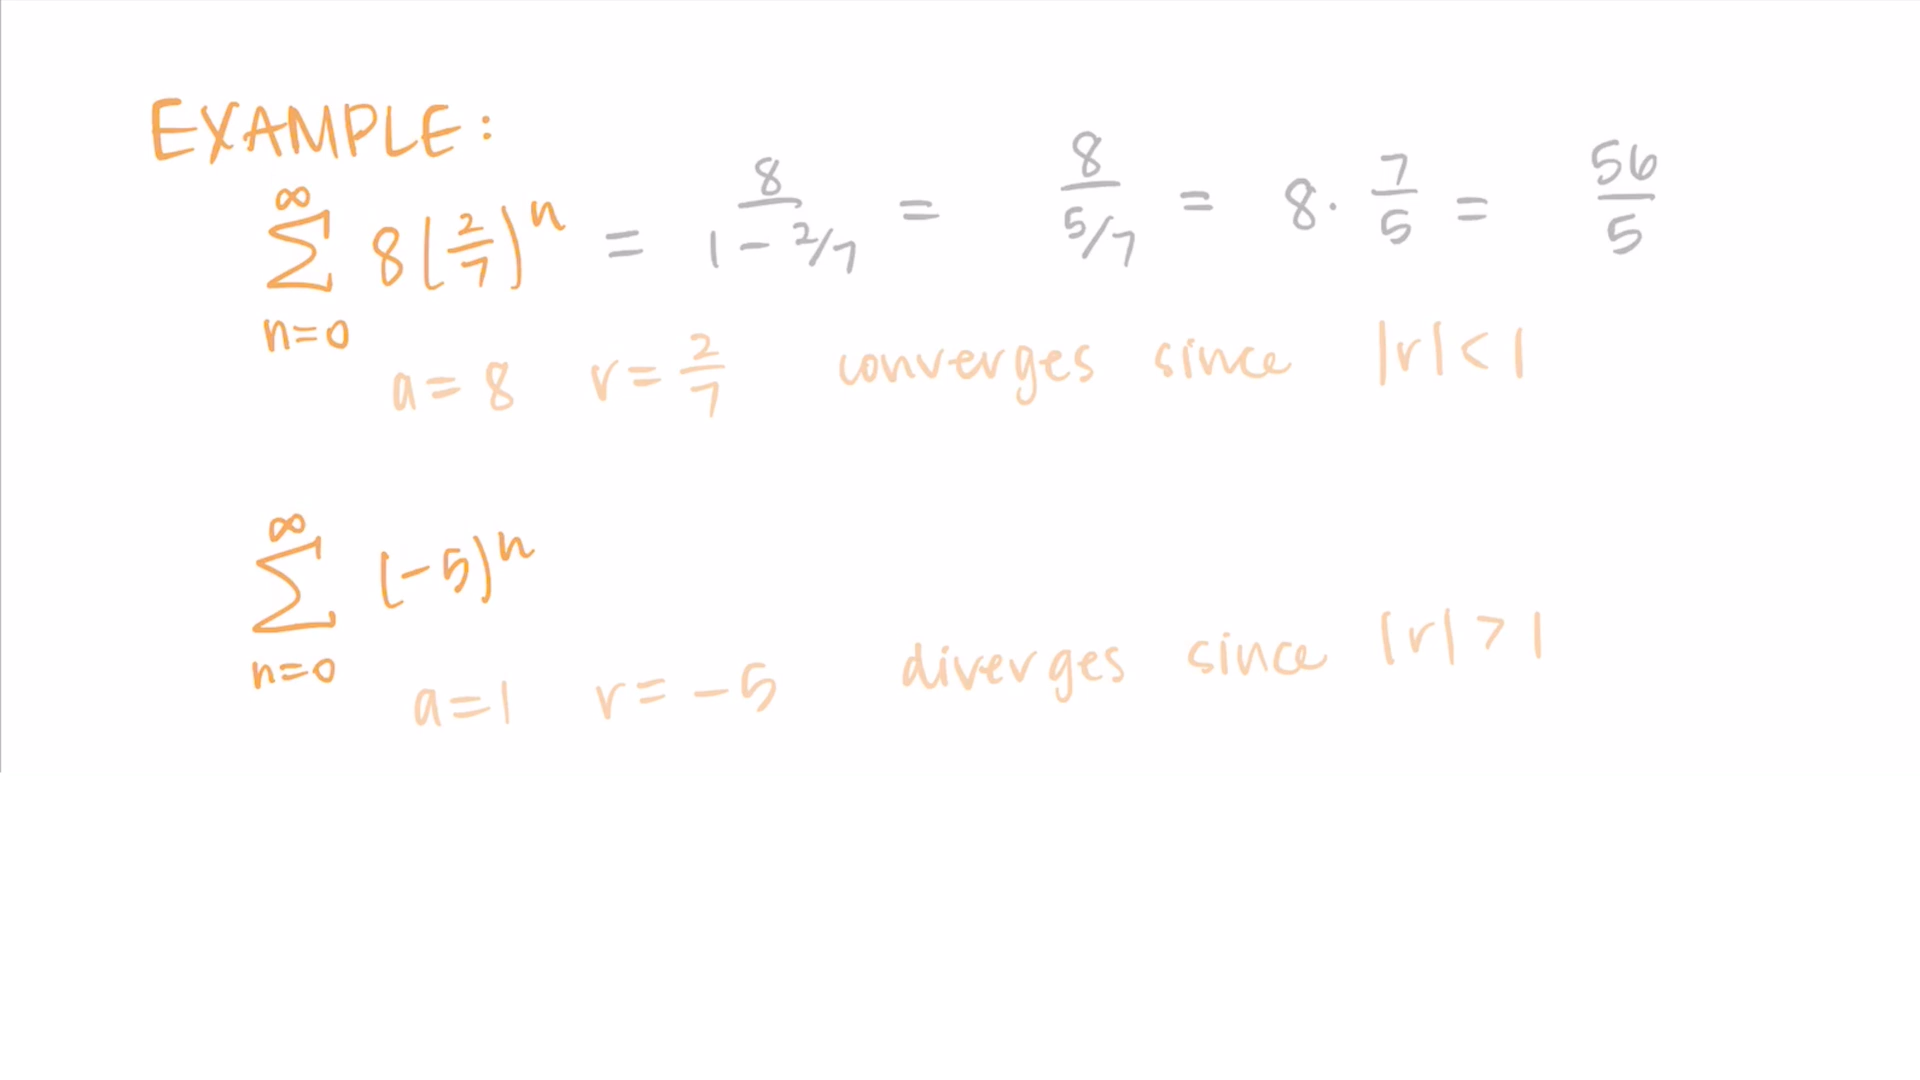 EXAMPLE:
∞
∑ 8(2/7)^n = 8/(1 - 2/7) = 8/(5/7) = 8 · 7/5 = 56/5
n=0
a=8 r=2/7 converges since |r|<1
∞
∑ (-5)^n
n=0
a=1 r=-5 diverges since |r|>1